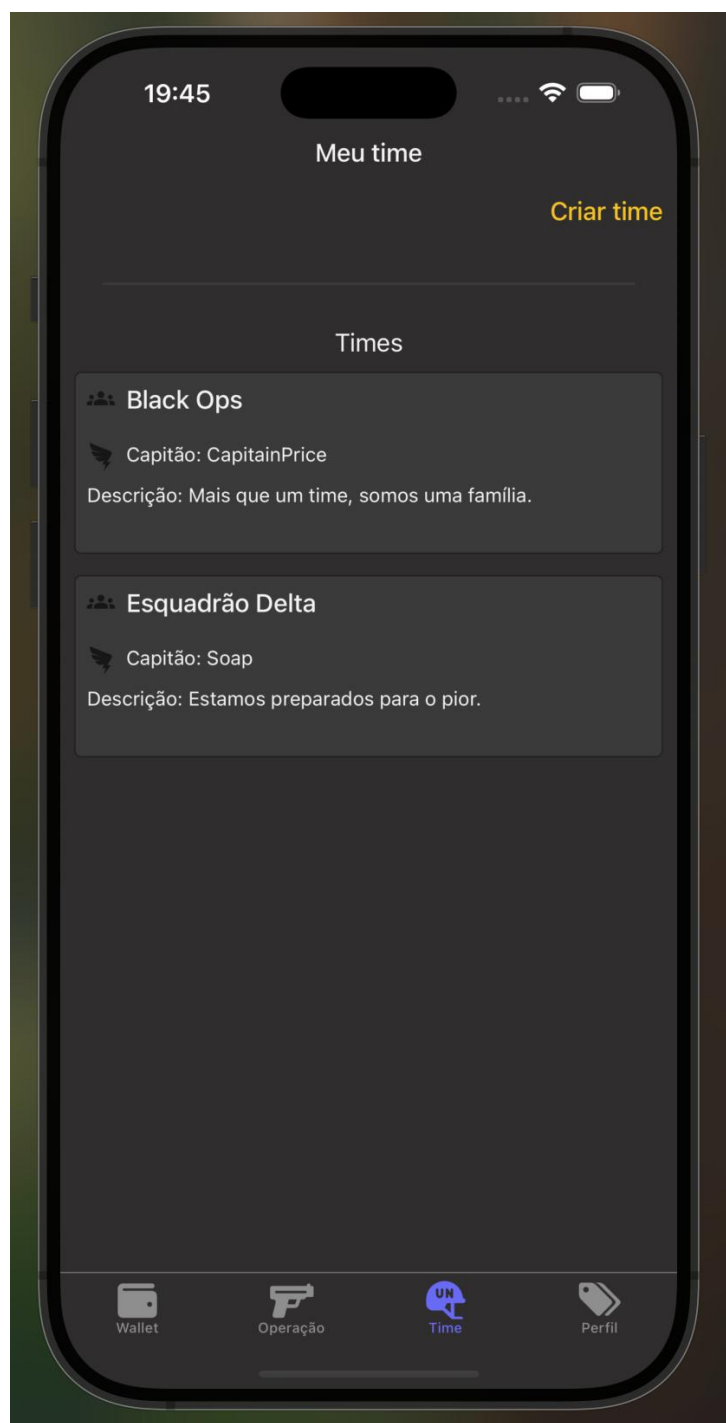 19:45
Meu time
Criar time
Times
Black Ops
Capitão: CapitainPrice
Descrição: Mais que um time, somos uma família.
Esquadrão Delta
Capitão: Soap
Descrição: Estamos preparados para o pior.
UN
Wallet
Operação
Time
Perfil